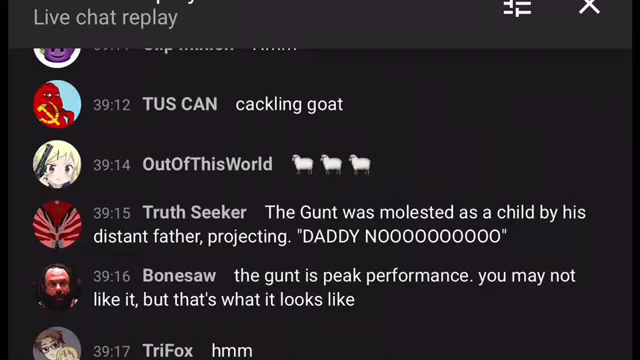 Live chat replay
39:12 TUS CAN cackling goat
39:14 OutOfThisWorld 🐑🐑🐑
39:15 Truth Seeker The Gunt was molested as a child by his
distant father, projecting. "DADDY NOOOOOOOOOO"
39:16 Bonesaw the gunt is peak performance. you may not
like it, but that's what it looks like
39:17 TriFox hmm